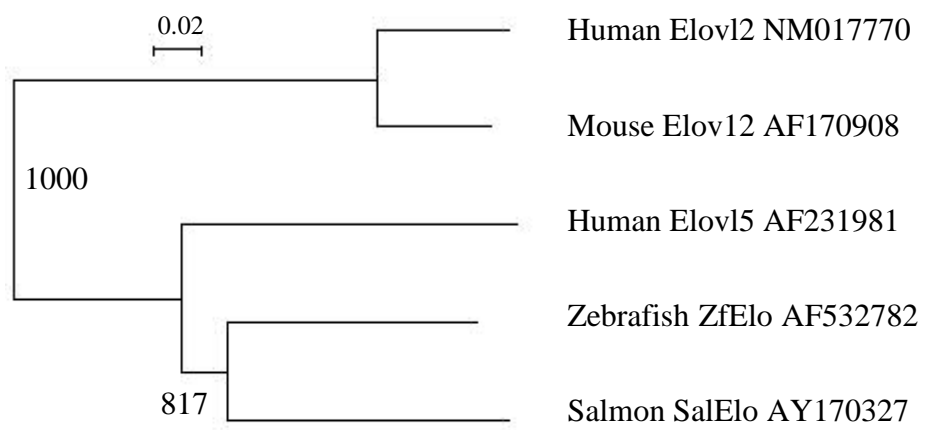 0.02
Human Elovl2 NM017770
Mouse Elov12 AF170908
1000
Human Elovl5 AF231981
Zebrafish ZfElo AF532782
817
Salmon SalElo AY170327